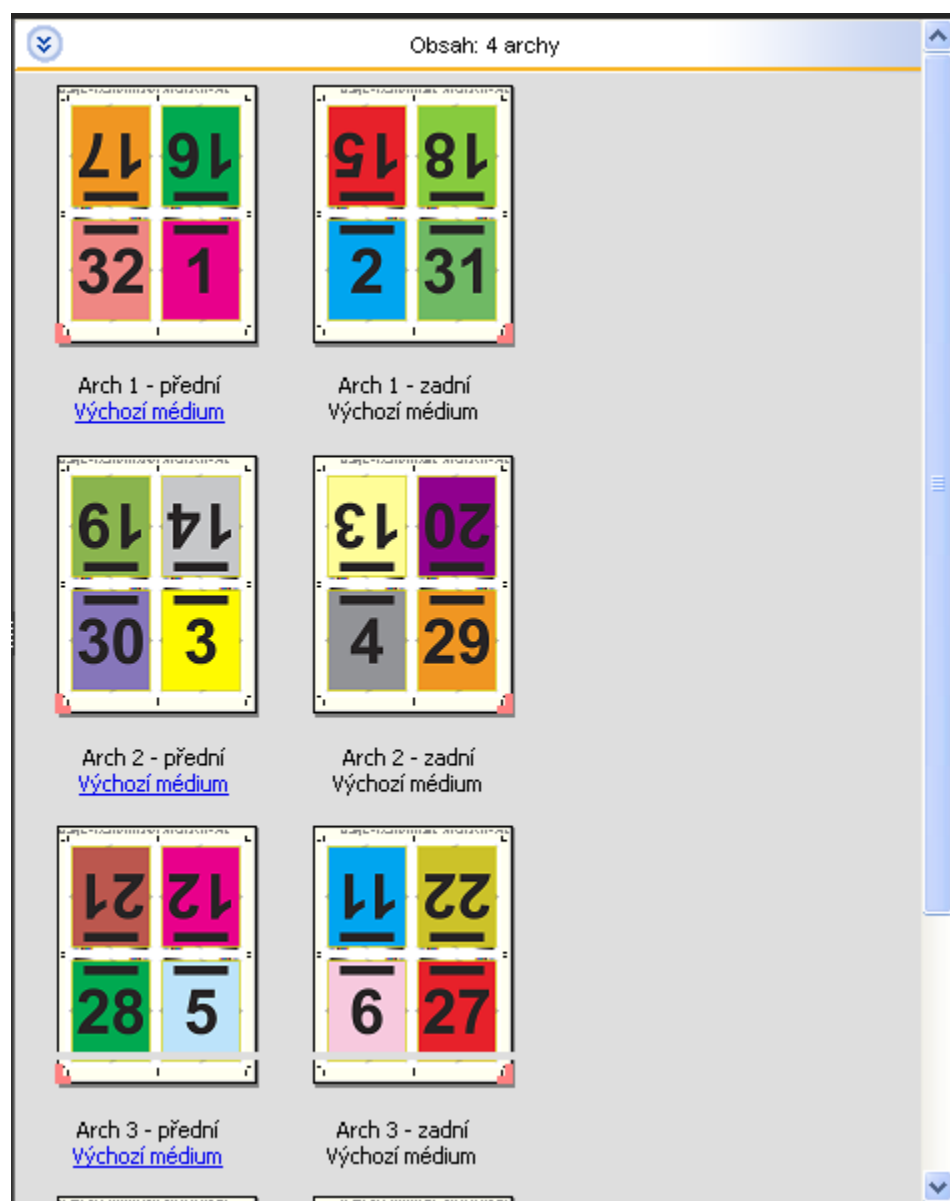 Obsah: 4 archy
17 16 15 18
32 1 2 31
Arch 1 - přední Arch 1 - zadní
Výchozí médium Výchozí médium
19 14 13 20
30 3 4 29
Arch 2 - přední Arch 2 - zadní
Výchozí médium Výchozí médium
21 12 11 22
28 5 6 27
Arch 3 - přední Arch 3 - zadní
Výchozí médium Výchozí médium